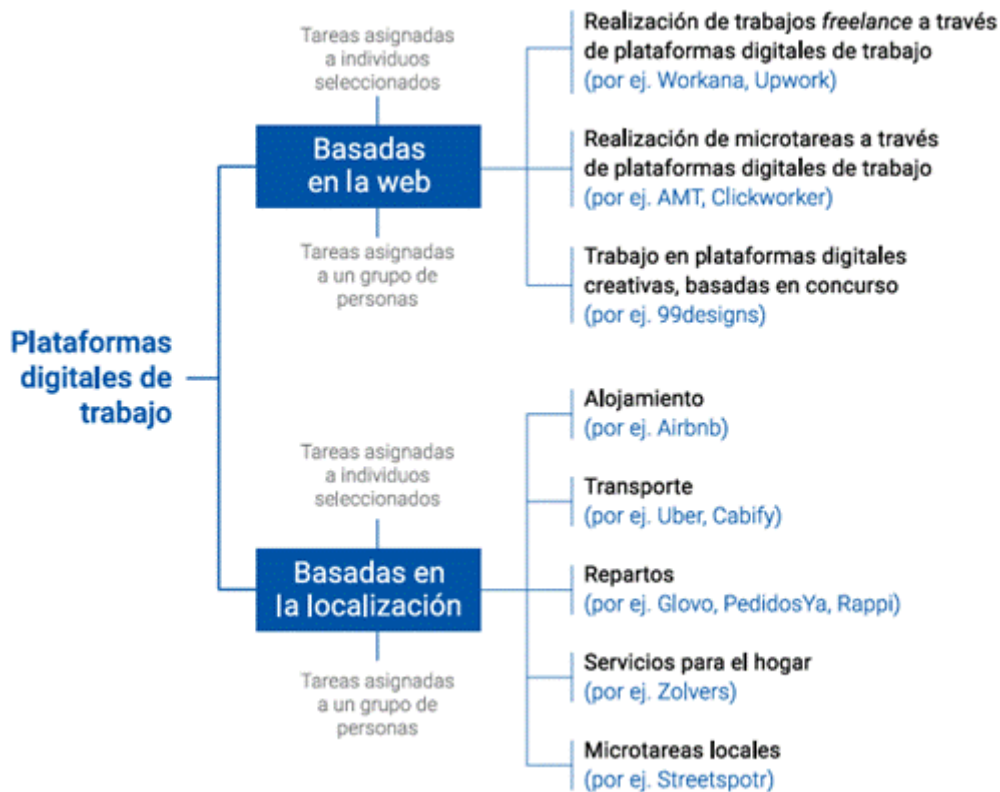 Plataformas
digitales de
trabajo
Tareas asignadas
a individuos
seleccionados
Basadas
en la web
Tareas asignadas
a un grupo de
personas
Realización de trabajos freelance a través
de plataformas digitales de trabajo
(por ej. Workana, Upwork)
Realización de microtareas a través
de plataformas digitales de trabajo
(por ej. AMT, Clickworker)
Trabajo en plataformas digitales
creativas, basadas en concurso
(por ej. 99designs)
Tareas asignadas
a individuos
seleccionados
Basadas en
la localización
Tareas asignadas
a un grupo de
personas
Alojamiento
(por ej. Airbnb)
Transporte
(por ej. Uber, Cabify)
Repartos
(por ej. Glovo, PedidosYa, Rappi)
Servicios para el hogar
(por ej. Zolvers)
Microtareas locales
(por ej. Streetspotr)